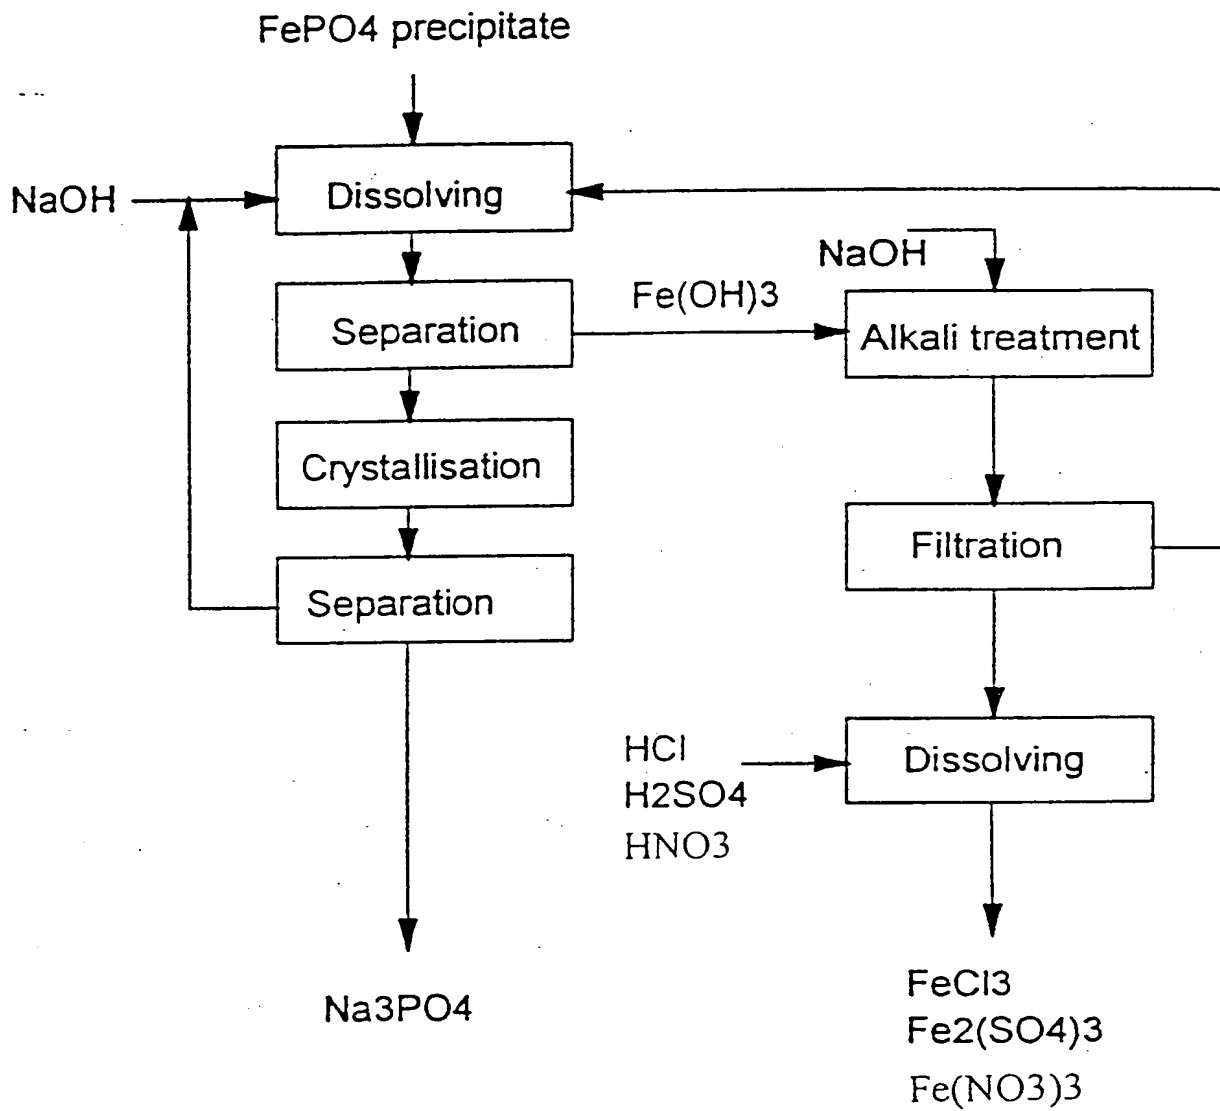 FePO4 precipitate
NaOH
Dissolving
NaOH
Fe(OH)3
Separation
Alkali treatment
Crystallisation
Filtration
Separation
HCl
H2SO4
HNO3
Dissolving
Na3PO4
FeCl3
Fe2(SO4)3
Fe(NO3)3